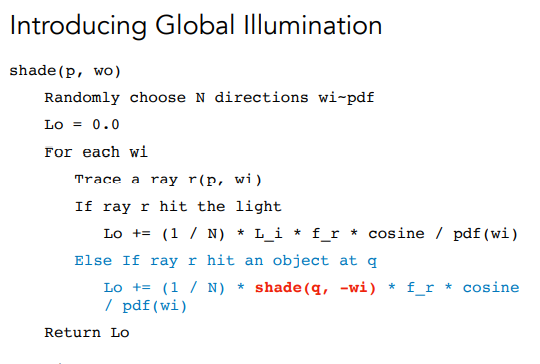 Introducing Global Illumination
shade(p, wo)
Randomly choose N directions wi~pdf
Lo = 0.0
For each wi
Trace a ray r(p, wi)
If ray r hit the light
Lo += (1 / N) * L_i * f_r * cosine / pdf(wi)
Else If ray r hit an object at q
Lo += (1 / N) * shade(q, -wi) * f_r * cosine
/ pdf(wi)
Return Lo